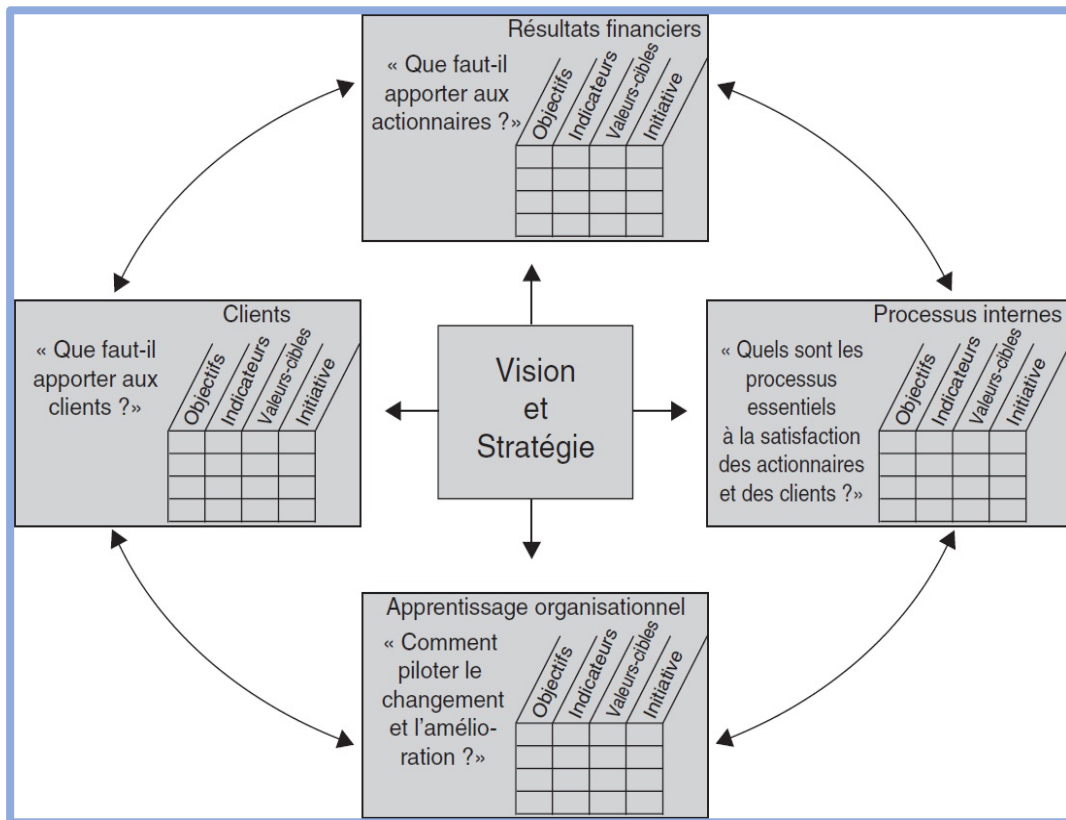 Résultats financiers
« Que faut-il
apporter aux
actionnaires ?»
Objectifs
Indicateurs
Valeurs-cibles
Initiative
Clients
« Que faut-il
apporter aux
clients ?»
Objectifs
Indicateurs
Valeurs-cibles
Initiative
Vision
et
Stratégie
Processus internes
« Quels sont les
processus
essentiels
à la satisfaction
des actionnaires
et des clients ?»
Objectifs
Indicateurs
Valeurs-cibles
Initiative
Apprentissage organisationnel
« Comment
piloter le
changement
et l'amélio-
ration ?»
Objectifs
Indicateurs
Valeurs-cibles
Initiative